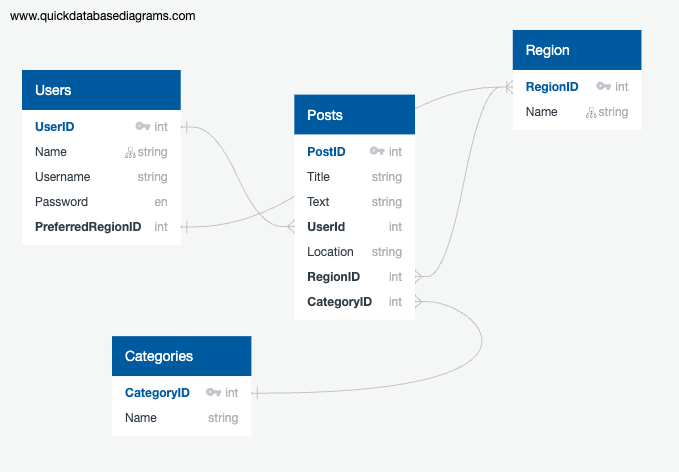 www.quickdatabasediagrams.com
Users
UserID int
Name string
Username string
Password en
PreferredRegionID int
Posts
PostID int
Title string
Text string
UserId int
Location string
RegionID int
CategoryID int
Region
RegionID int
Name string
Categories
CategoryID int
Name string